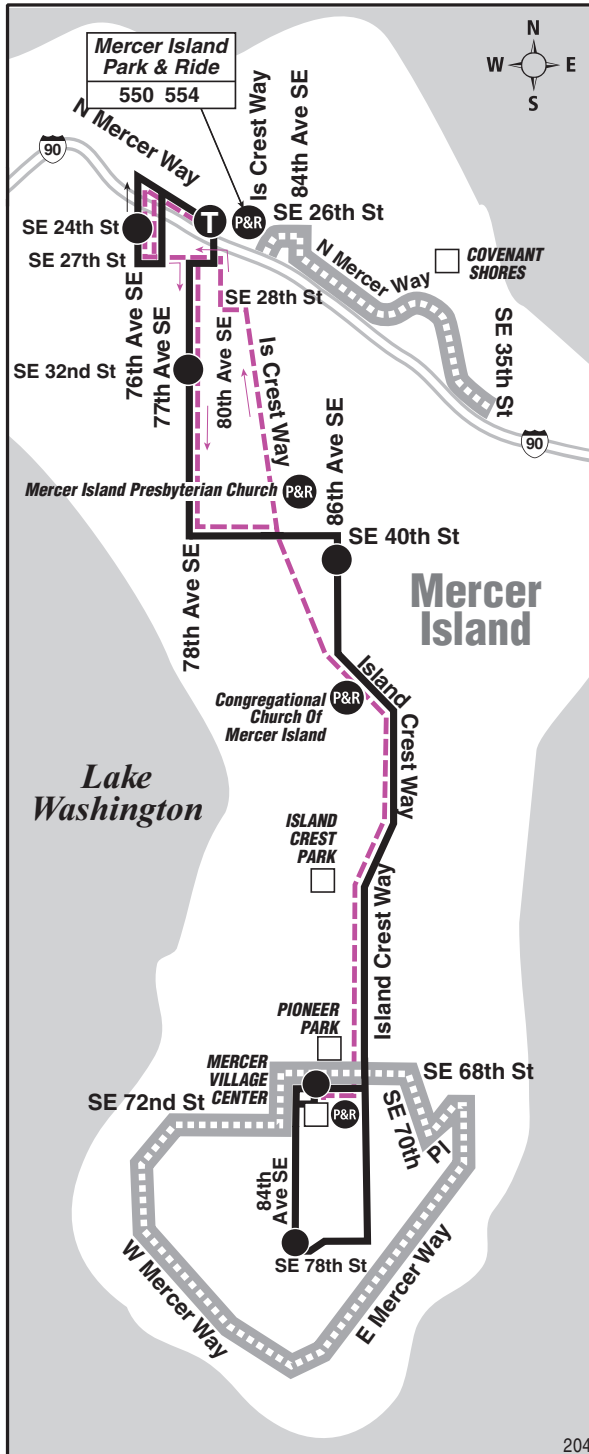 Mercer Island
Park & Ride
550 554
N
W E
S
N Mercer Way
Is Crest Way
84th Ave SE
90
T
P&R
SE 26th St
SE 24th St
N Mercer Way
COVENANT
SHORES
SE 27th St
SE 28th St
SE 35th St
76th Ave SE
77th Ave SE
80th Ave SE
Is Crest Way
90
SE 32nd St
86th Ave SE
Mercer Island Presbyterian Church
P&R
SE 40th St
78th Ave SE
Mercer
Island
Island
Crest Way
Congregational
Church Of
Mercer Island
P&R
Lake
Washington
ISLAND
CREST
PARK
Island Crest Way
PIONEER
PARK
MERCER
VILLAGE
CENTER
SE 68th St
SE 72nd St
P&R
SE 70th
Pl
84th
Ave SE
SE 78th St
W Mercer Way
E Mercer Way
204